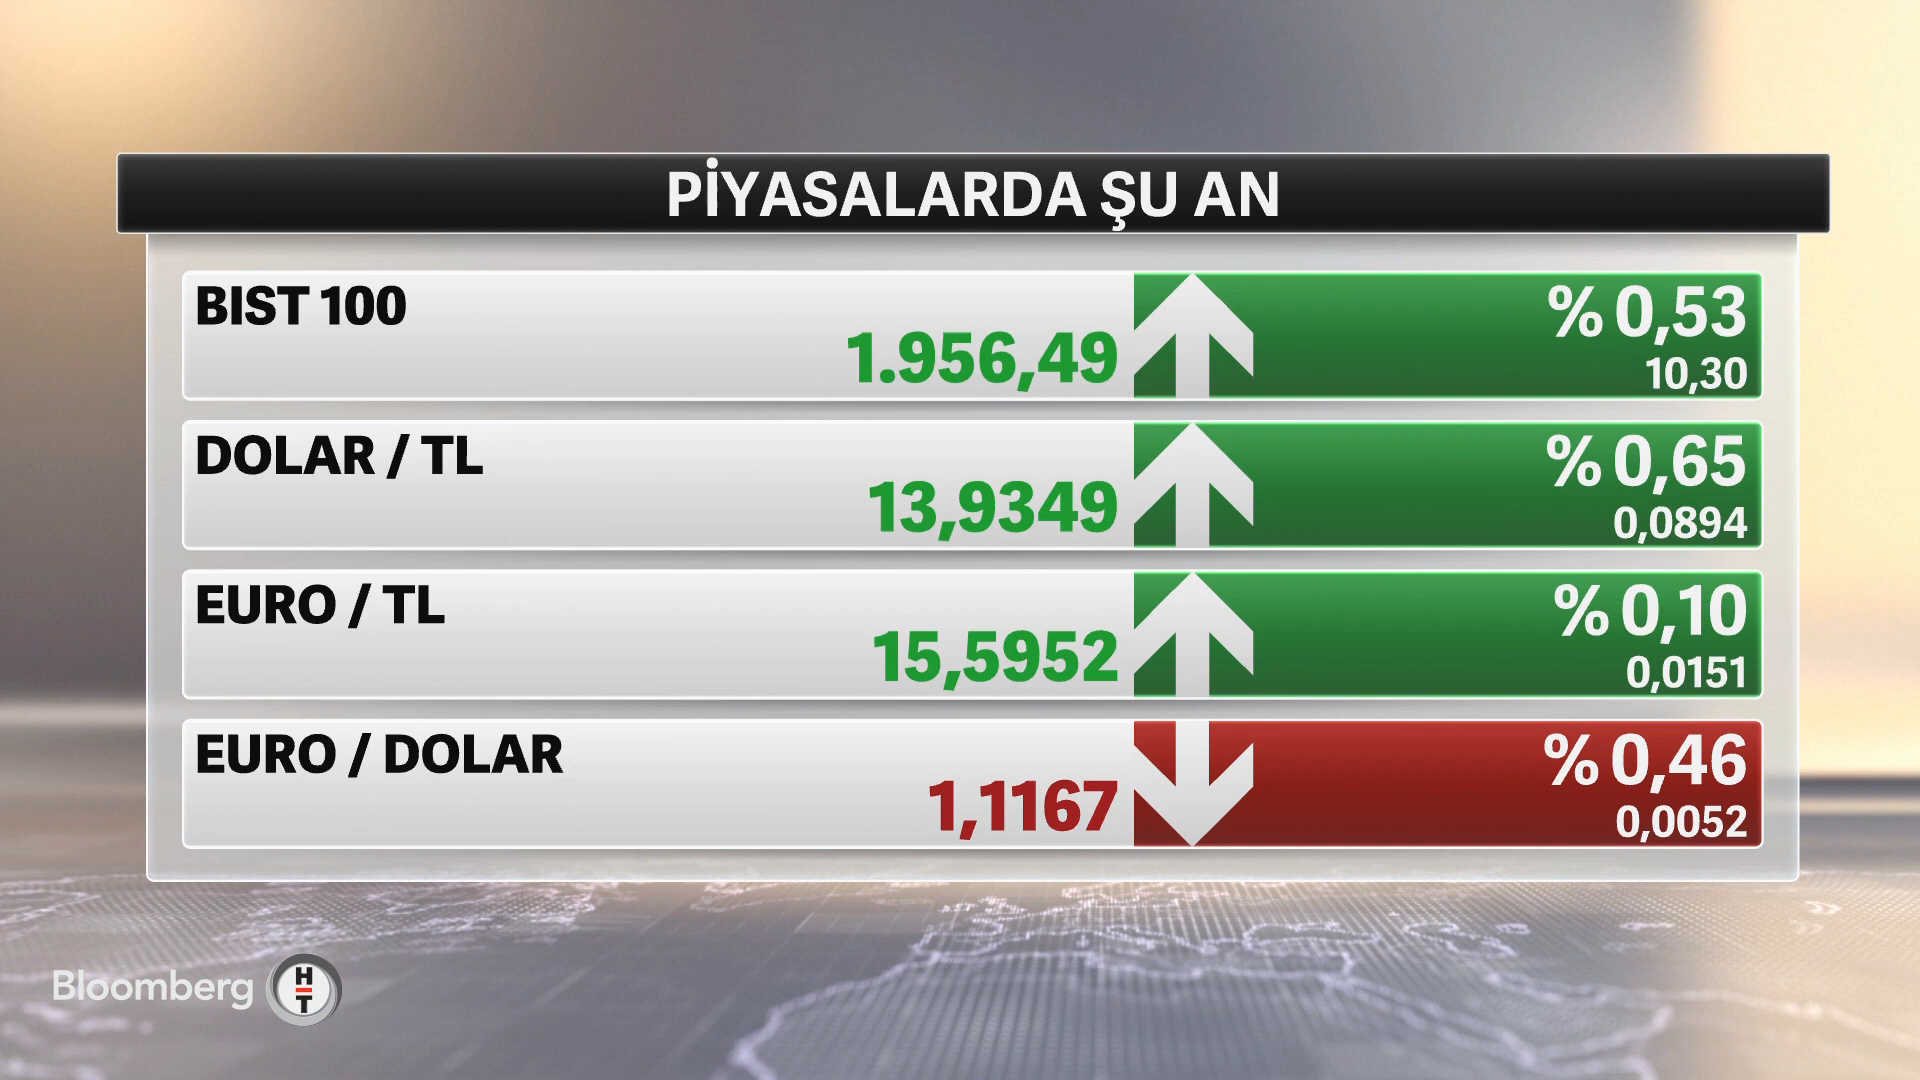 PİYASALARDA ŞU AN
BIST 100
1.956,49
% 0,53
10,30
DOLAR / TL
13,9349
% 0,65
0,0894
EURO / TL
15,5952
% 0,10
0,0151
EURO / DOLAR
1,1167
% 0,46
0,0052
Bloomberg HT